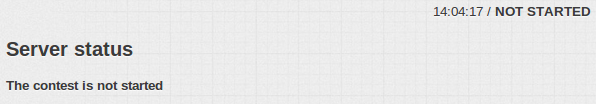 14:04:17 / NOT STARTED
Server status
The contest is not started